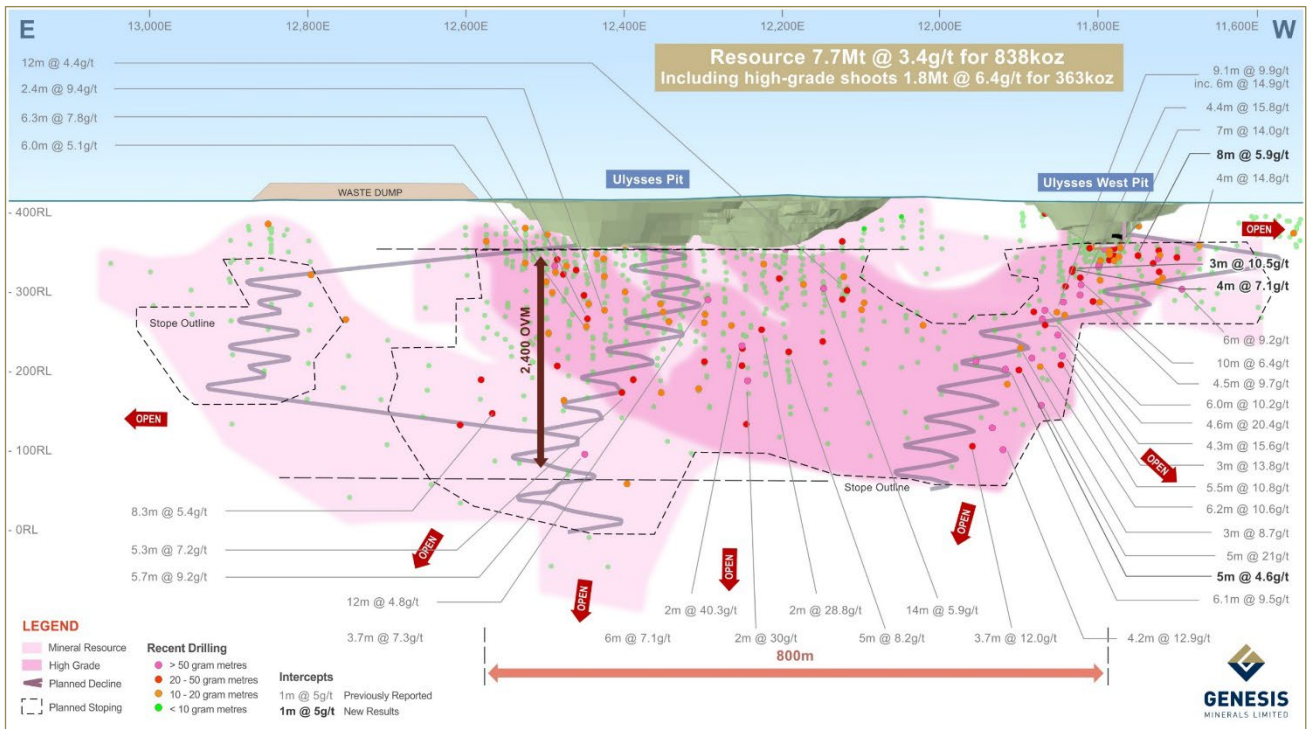 13,000E
12,800E
12,600E
12,400E
12,200E
12,000E
11,800E
11,600E
E
W
Resource 7.7Mt @ 3.4g/t for 838koz
Including high-grade shoots 1.8Mt @ 6.4g/t for 363koz
12m @ 4.4g/t
2.4m @ 9.4g/t
6.3m @ 7.8g/t
6.0m @ 5.1g/t
9.1m @ 9.9g/t
inc. 6m @ 14.9g/t
4.4m @ 15.8g/t
7m @ 14.0g/t
8m @ 5.9g/t
4m @ 14.8g/t
WASTE DUMP
Ulysses Pit
Ulysses West Pit
- 400RL
- 300RL
- 200RL
- 100RL
- 0RL
OPEN
3m @ 10.5g/t
4m @ 7.1g/t
Stope Outline
2,400 OVM
6m @ 9.2g/t
10m @ 6.4g/t
4.5m @ 9.7g/t
6.0m @ 10.2g/t
4.6m @ 20.4g/t
4.3m @ 15.6g/t
3m @ 13.8g/t
5.5m @ 10.8g/t
6.2m @ 10.6g/t
3m @ 8.7g/t
5m @ 21g/t
5m @ 4.6g/t
6.1m @ 9.5g/t
OPEN
OPEN
Stope Outline
OPEN
OPEN
OPEN
OPEN
8.3m @ 5.4g/t
5.3m @ 7.2g/t
5.7m @ 9.2g/t
12m @ 4.8g/t
2m @ 40.3g/t
2m @ 28.8g/t
14m @ 5.9g/t
3.7m @ 7.3g/t
6m @ 7.1g/t
2m @ 30g/t
5m @ 8.2g/t
3.7m @ 12.0g/t
4.2m @ 12.9g/t
800m
LEGEND
Mineral Resource
High Grade
Planned Decline
Planned Stoping
Recent Drilling
> 50 gram metres
20 - 50 gram metres
10 - 20 gram metres
< 10 gram metres
Intercepts
1m @ 5g/t Previously Reported
1m @ 5g/t New Results
GENESIS
MINERALS LIMITED